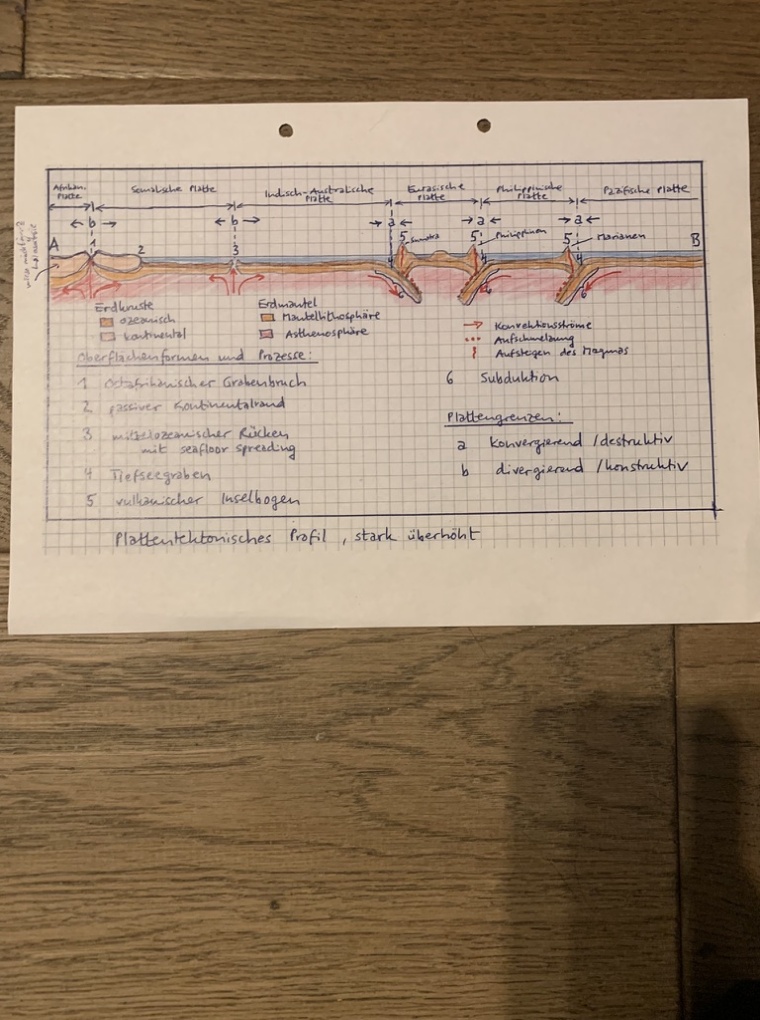 Afrikan. Platte
Somalische Platte
Indisch-Australische Platte
Eurasische Platte
Philippinische Platte
Pazifische Platte
← b →
← b →
→ a ←
→ a ←
→ a ←
A 1 2 3 5 Sumatra 5 Philippinen 5 Marianen B
4 4 4
6 6 6
Erdkruste
ozeanisch
kontinental
Erdmantel
Mantellithosphäre
Asthenosphäre
→ Konvektionsströme
Aufschmelzung
Aufsteigen des Magmas
Oberflächenformen und Prozesse:
1 Ostafrikanischer Grabenbruch
2 passiver Kontinentalrand
3 mittelozeanischer Rücken
mit seafloor spreading
4 Tiefseegraben
5 vulkanischer Inselbogen
6 Subduktion
Plattengrenzen:
a konvergierend / destruktiv
b divergierend / konstruktiv
Plattentektonisches Profil, stark überhöht